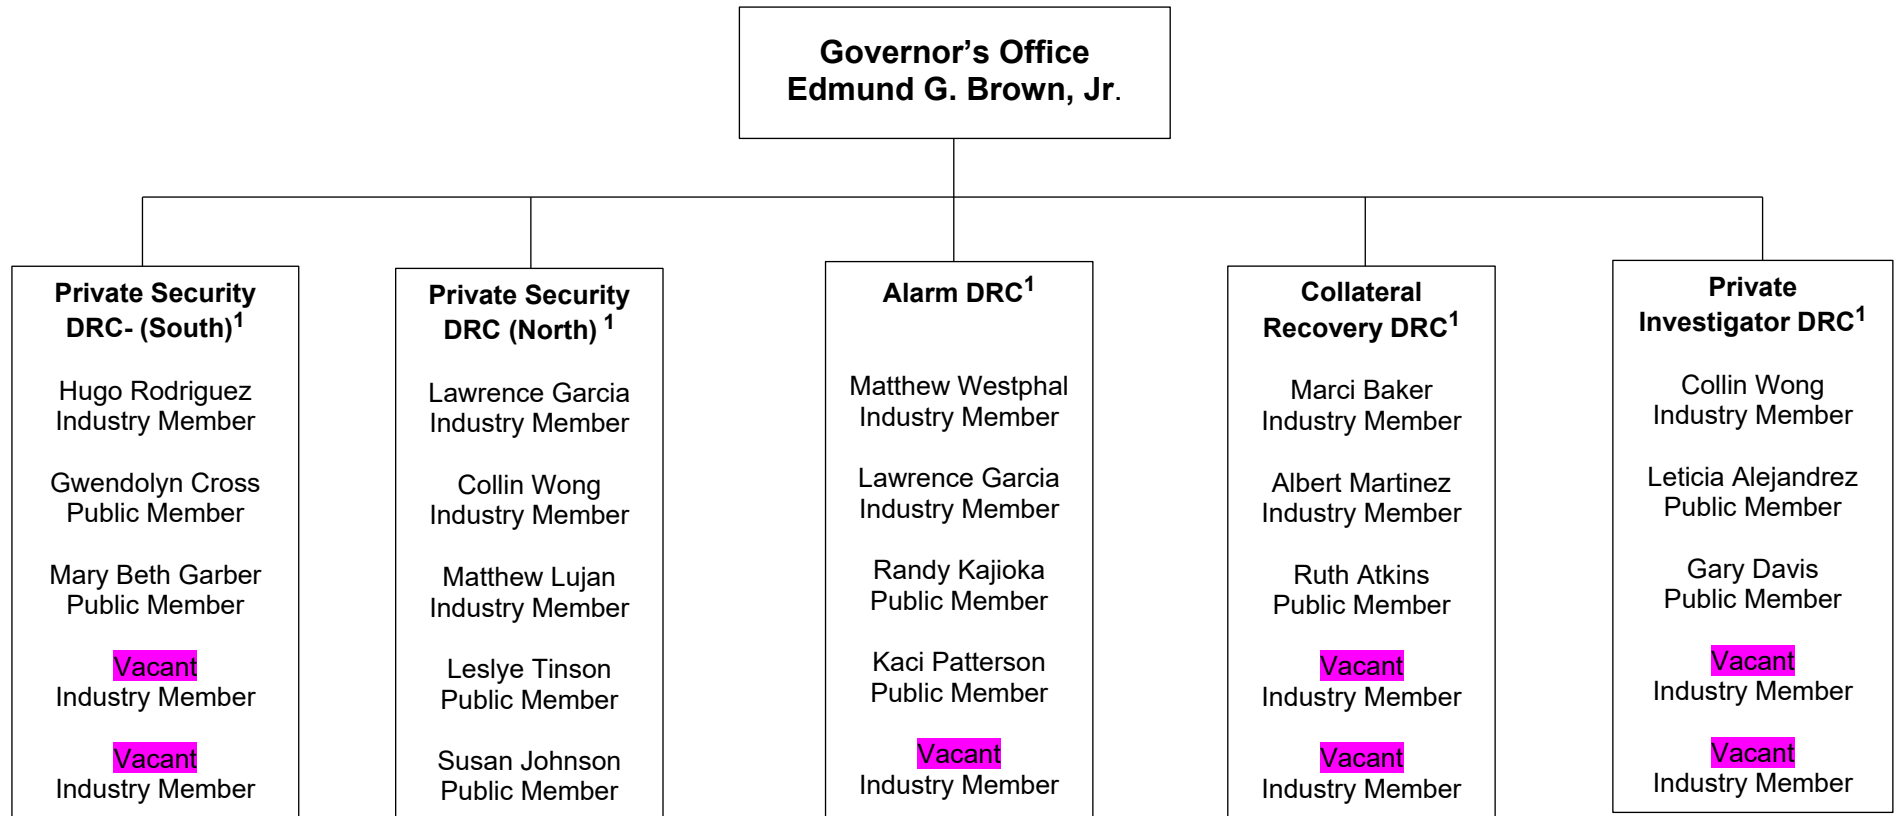 Governor’s Office
Edmund G. Brown, Jr.
Private Security
DRC- (South)1
Hugo Rodriguez
Industry Member
Gwendolyn Cross
Public Member
Mary Beth Garber
Public Member
Vacant
Industry Member
Vacant
Industry Member
Private Security
DRC (North) 1
Lawrence Garcia
Industry Member
Collin Wong
Industry Member
Matthew Lujan
Industry Member
Leslye Tinson
Public Member
Susan Johnson
Public Member
Alarm DRC1
Matthew Westphal
Industry Member
Lawrence Garcia
Industry Member
Randy Kajioka
Public Member
Kaci Patterson
Public Member
Vacant
Industry Member
Collateral
Recovery DRC1
Marci Baker
Industry Member
Albert Martinez
Industry Member
Ruth Atkins
Public Member
Vacant
Industry Member
Vacant
Industry Member
Private
Investigator DRC1
Collin Wong
Industry Member
Leticia Alejandrez
Public Member
Gary Davis
Public Member
Vacant
Industry Member
Vacant
Industry Member